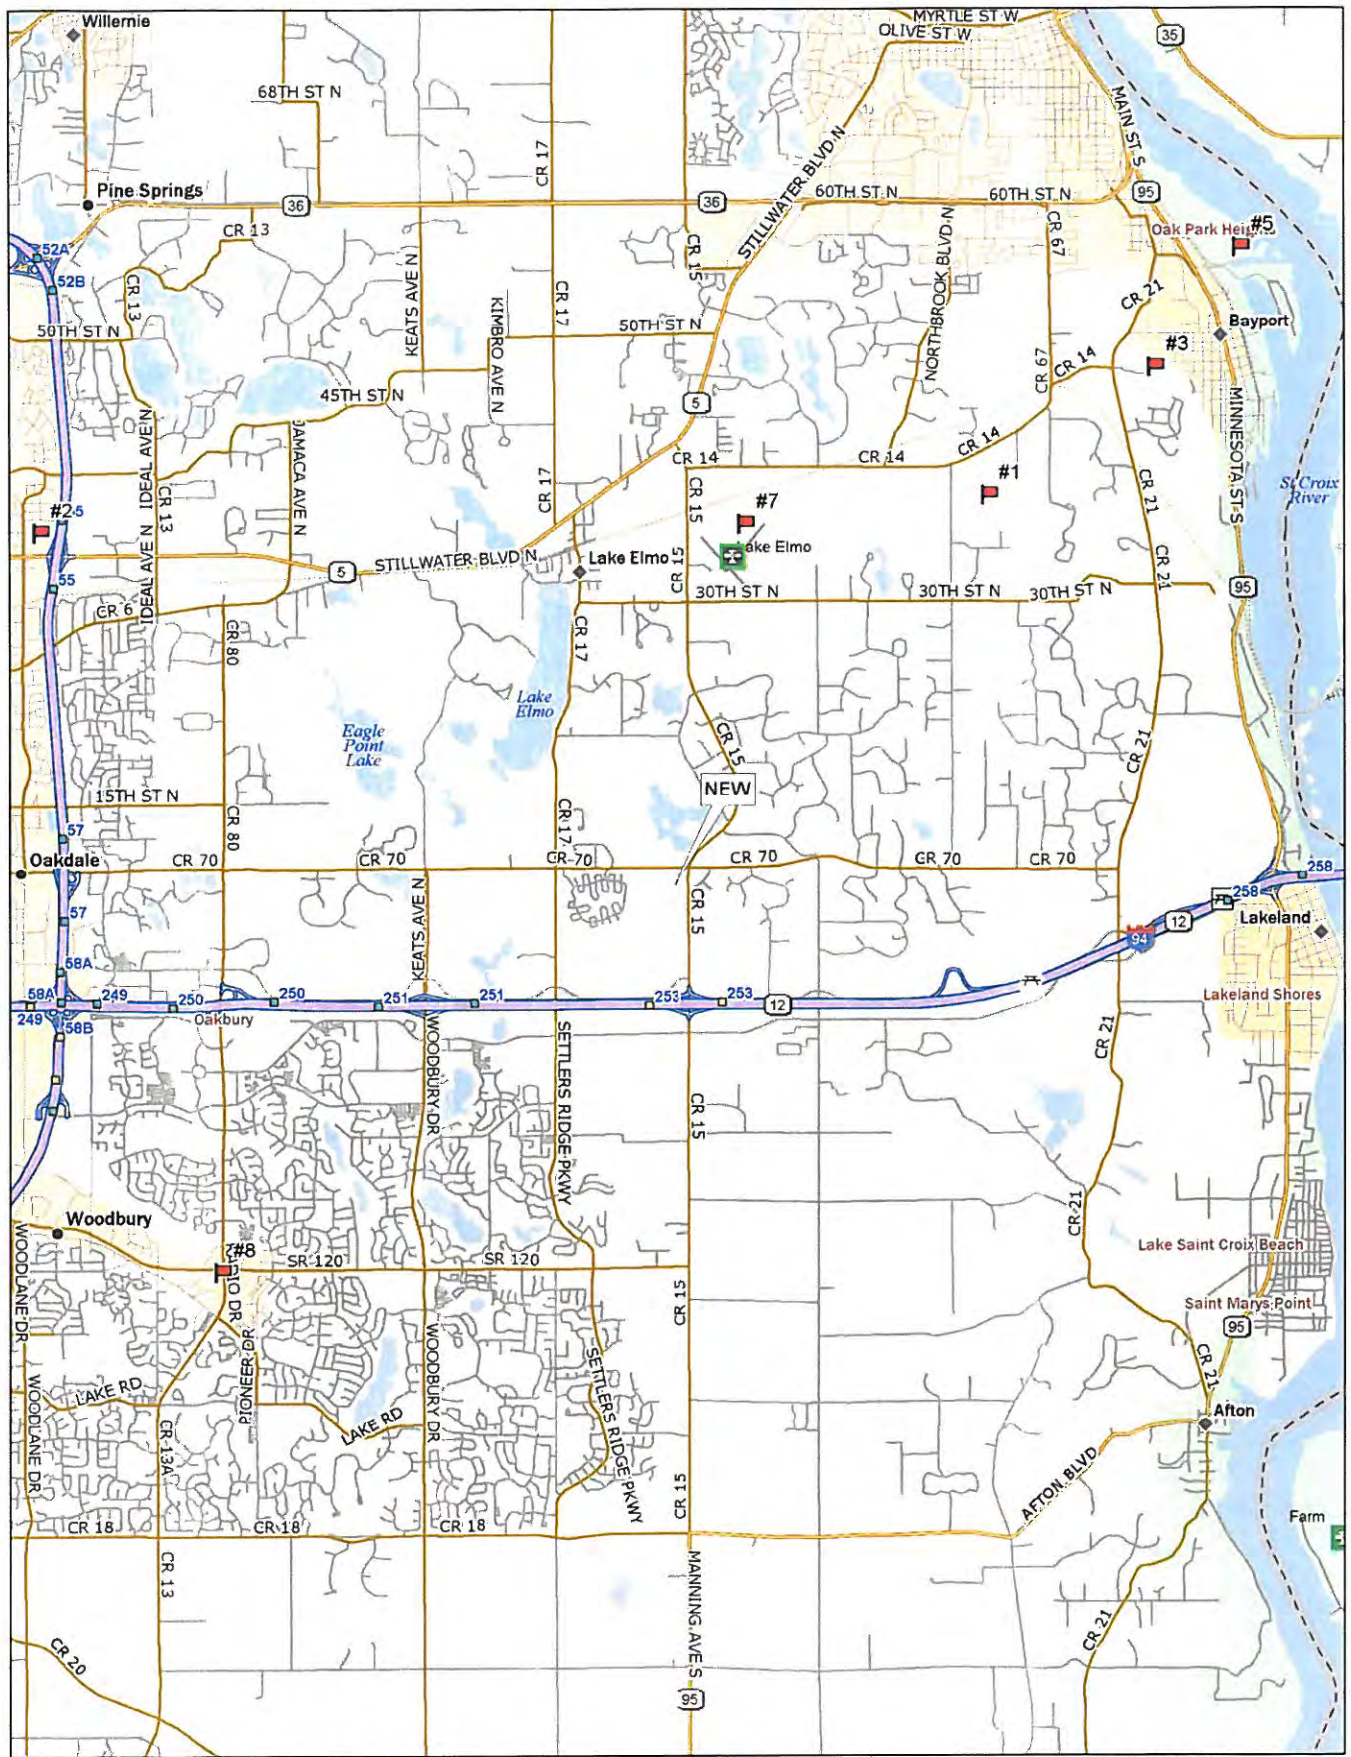 Willernie
MYRTLE ST W
OLIVE ST W
35
68TH ST N
MAIN ST S
CR 17
STILLWATER BLVD N
Pine Springs
36
36
60TH ST N
60TH ST N
95
CR 13
CR 15
NORTHBROOK BLVD N
CR 67
#5
52A
52B
CR 13
KEATS AVE N
KIMBRO AVE N
CR 17
CR 21
50TH ST N
50TH ST N
Bayport
#3
CR 67
CR 14
45TH ST N
5
MINNESOTA ST S
IDEAL AVE N
JAMACA AVE N
CR 14
CR 14
CR 14
CR 17
CR 15
#1
CR 21
St Croix
River
#2
5
IDEAL AVE N
CR 13
#7
ake Elmo
STILLWATER BLVD N
5
Lake Elmo
CR 15
CR 21
55
30TH ST N
30TH ST N
30TH ST N
95
CR 6
CR 80
CR 17
Lake
Elmo
Eagle
Point
Lake
CR 15
CR 21
NEW
15TH ST N
CR 80
CR 17
57
Oakdale
CR 70
CR 70
CR 70
CR 70
CR 70
CR 70
258
258
57
KEATS AVE N
CR 15
12
Lakeland
94
58A
58A
249
250
250
251
251
253
253
12
Lakeland Shores
249
58B
Oakbury
WOODBURY DR
SETTLERS RIDGE PKWY
CR 21
CR 15
CR 21
Woodbury
WOODLANE DR
#8
SR 120
SR 120
Lake Saint Croix Beach
IO DR
CR 15
Saint Marys Point
95
PIONEER DR
WOODBURY DR
SETTLERS RIDGE PKWY
CR 21
LAKE RD
WOODLANE DR
LAKE RD
Afton
CR 13A
CR 15
AFTON BLVD
CR 18
CR 18
CR 18
Farm
CR 13
MANNING AVE S
CR 21
CR 20
95